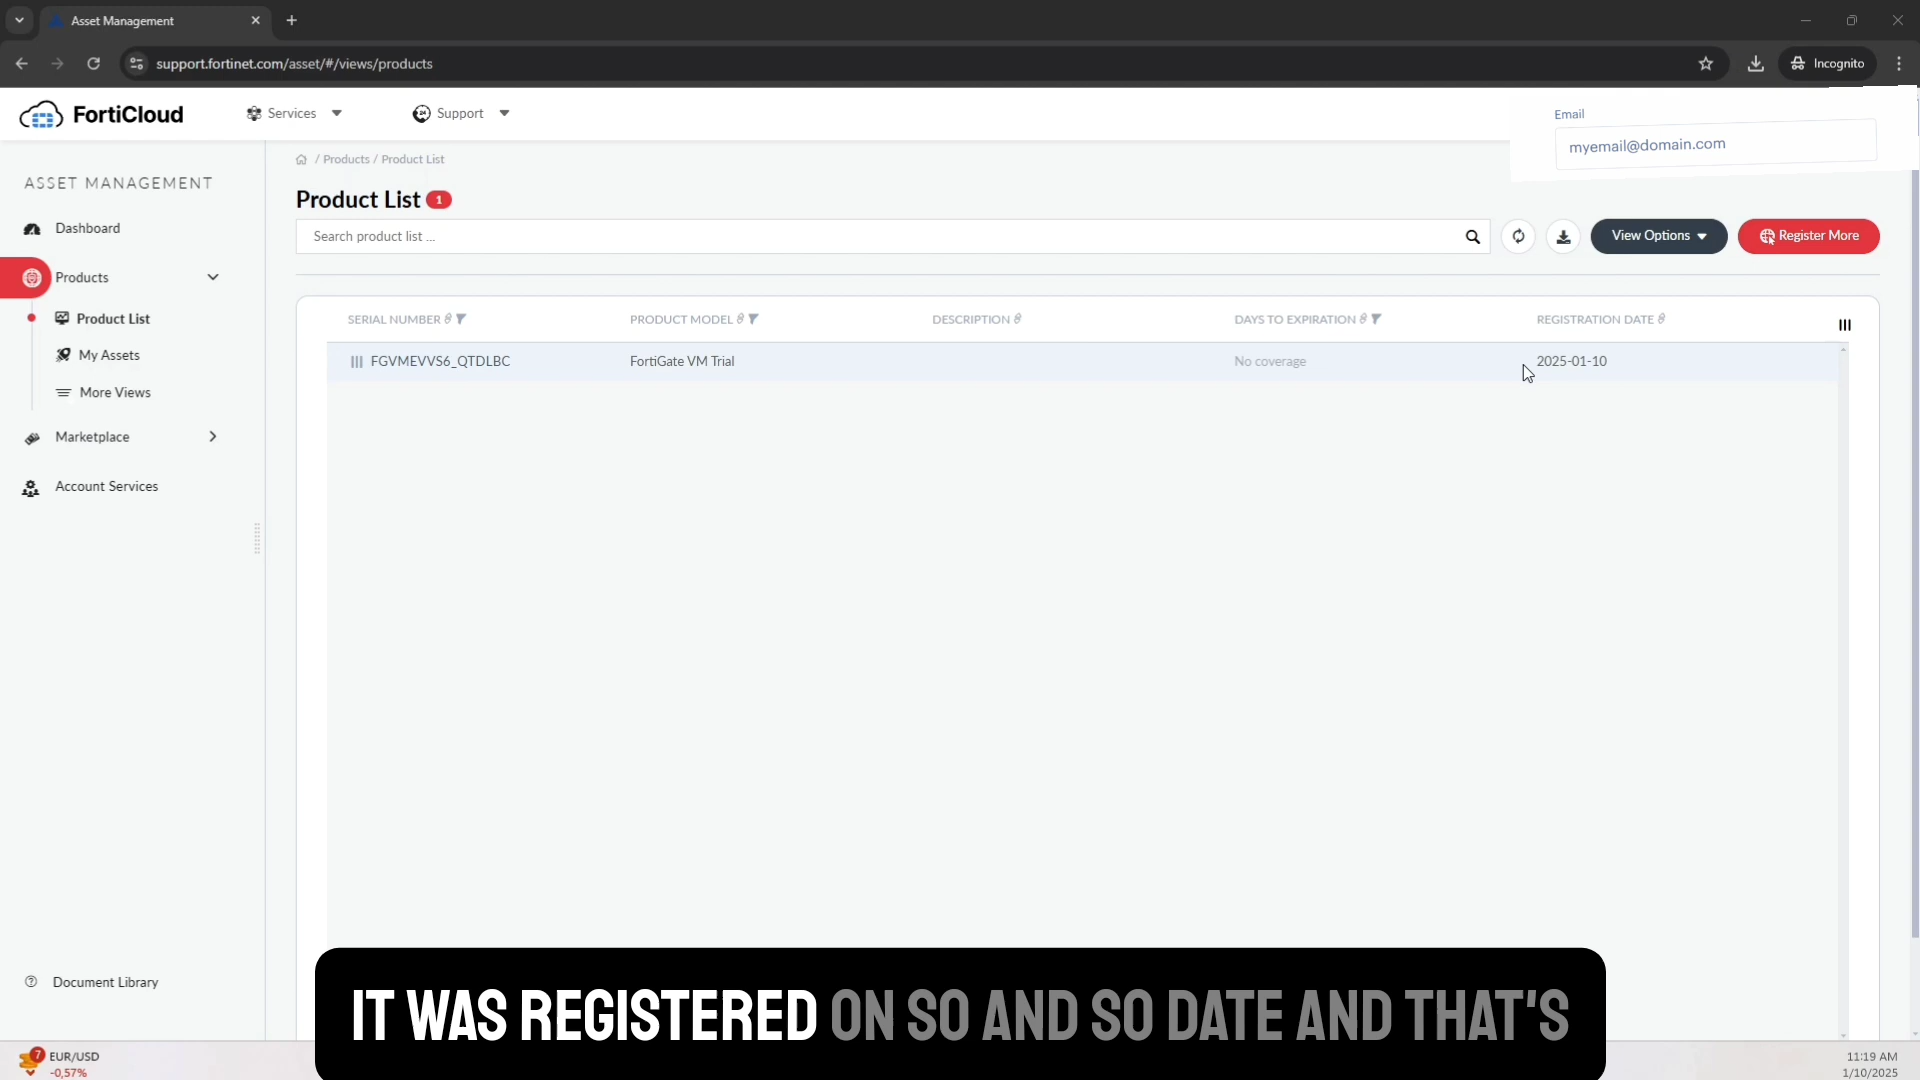 Asset Management
support.fortinet.com/asset/#/views/products
Incognito
FortiCloud
Services
Support
Email
myemail@domain.com
ASSET MANAGEMENT
Dashboard
Products
Product List
My Assets
More Views
Marketplace
Account Services
Document Library
/ Products / Product List
Product List 1
Search product list ...
View Options
Register More
SERIAL NUMBER PRODUCT MODEL DESCRIPTION DAYS TO EXPIRATION REGISTRATION DATE
FGVMEVVS6_QTDLBC FortiGate VM Trial No coverage 2025-01-10
IT WAS REGISTERED ON SO AND SO DATE AND THAT'S
7
EUR/USD
-0,57%
11:19 AM
1/10/2025